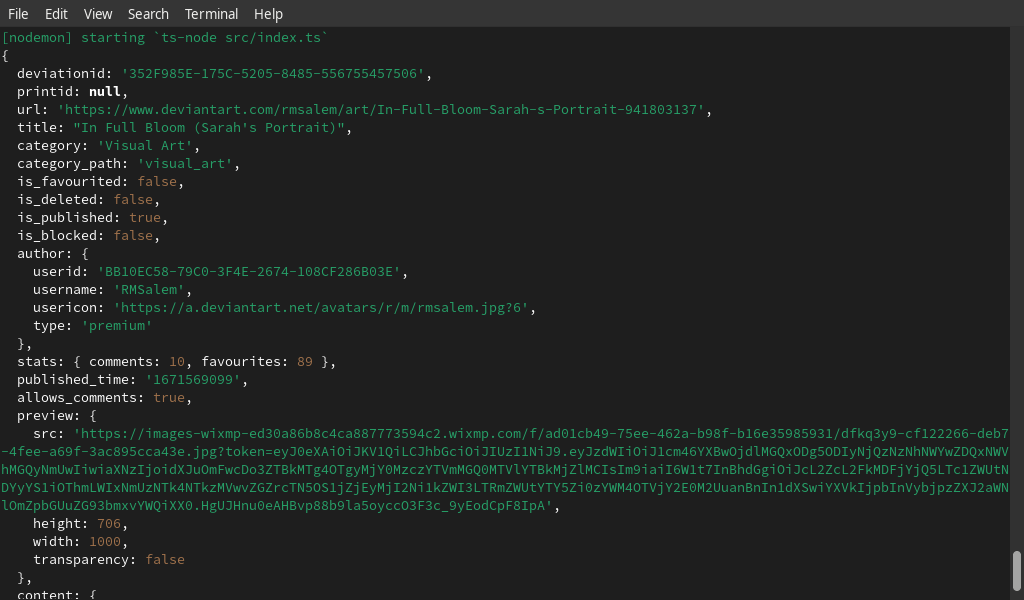 File Edit View Search Terminal Help
[nodemon] starting `ts-node src/index.ts`
{
  deviationid: '352F985E-175C-5205-8485-556755457506',
  printid: null,
  url: 'https://www.deviantart.com/rmsalem/art/In-Full-Bloom-Sarah-s-Portrait-941803137',
  title: "In Full Bloom (Sarah's Portrait)",
  category: 'Visual Art',
  category_path: 'visual_art',
  is_favourited: false,
  is_deleted: false,
  is_published: true,
  is_blocked: false,
  author: {
    userid: 'BB10EC58-79C0-3F4E-2674-108CF286B03E',
    username: 'RMSalem',
    usericon: 'https://a.deviantart.net/avatars/r/m/rmsalem.jpg?6',
    type: 'premium'
  },
  stats: { comments: 10, favourites: 89 },
  published_time: '1671569099',
  allows_comments: true,
  preview: {
    src: 'https://images-wixmp-ed30a86b8c4ca887773594c2.wixmp.com/f/ad01cb49-75ee-462a-b98f-b16e35985931/dfkq3y9-cf122266-deb7
-4fee-a69f-3ac895cca43e.jpg?token=eyJ0eXAiOiJKV1QiLCJhbGciOiJIUzI1NiJ9.eyJzdWIiOiJ1cm46YXBwOjdlMGQxODg5ODIyNjQzNzNhNWYwZDQxNWV
hMGQyNmUwIiwiaXNzIjoidXJuOmFwcDo3ZTBkMTg4OTgyMjY0MzczYTVmMGQ0MTVlYTBkMjZlMCIsIm9iaiI6W1t7InBhdGgiOiJcL2ZcL2FkMDFjYjQ5LTc1ZWUtN
DYyYS1iOThmLWIxNmUzNTk4NTkzMVwvZGZrcTN5OS1jZjEyMjI2Ni1kZWI3LTRmZWUtYTY5Zi0zYWM4OTVjY2E0M2UuanBnIn1dXSwiYXVkIjpbInVybjpzZXJ2aWN
lOmZpbGUuZG93bmxvYWQiXX0.HgUJHnu0eAHBvp88b9la5oyccO3F3c_9yEodCpF8IpA',
    height: 706,
    width: 1000,
    transparency: false
  },
  content: {